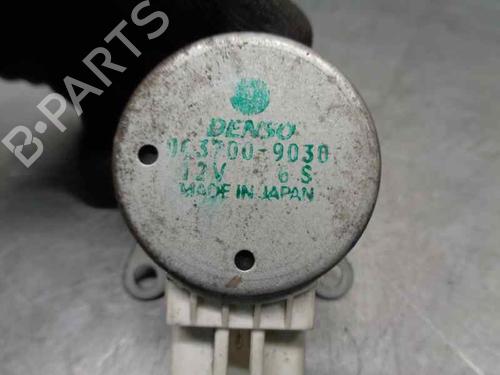 DENSO
063700-9030
12V 6 S
MADE IN JAPAN
B-PARTS